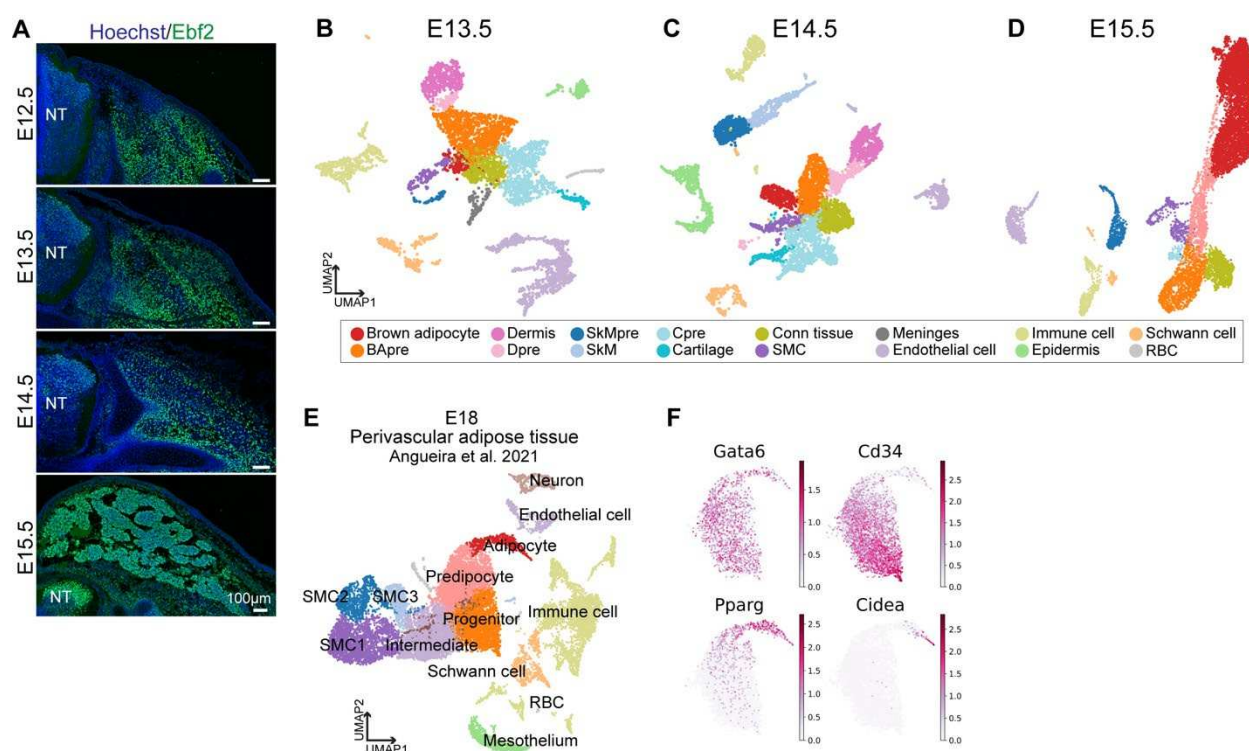 A
Hoechst/Ebf2
E12.5
NT
E13.5
NT
E14.5
NT
E15.5
NT
100µm
B
E13.5
UMAP2
UMAP1
C
E14.5
D
E15.5
Brown adipocyte
Dermis
SkMpre
Cpre
Conn tissue
Meninges
Immune cell
Schwann cell
BApre
Dpre
SkM
Cartilage
SMC
Endothelial cell
Epidermis
RBC
E
E18
Perivascular adipose tissue
Angueira et al. 2021
Neuron
Endothelial cell
Adipocyte
Predipocyte
SMC2
SMC3
Immune cell
Progenitor
SMC1
Intermediate
Schwann cell
RBC
Mesothelium
UMAP2
UMAP1
F
Gata6
1.5
1.0
0.5
0.0
Cd34
2.5
2.0
1.5
1.0
0.5
0.0
Pparg
2.5
2.0
1.5
1.0
0.5
0.0
Cidea
2.5
2.0
1.5
1.0
0.5
0.0